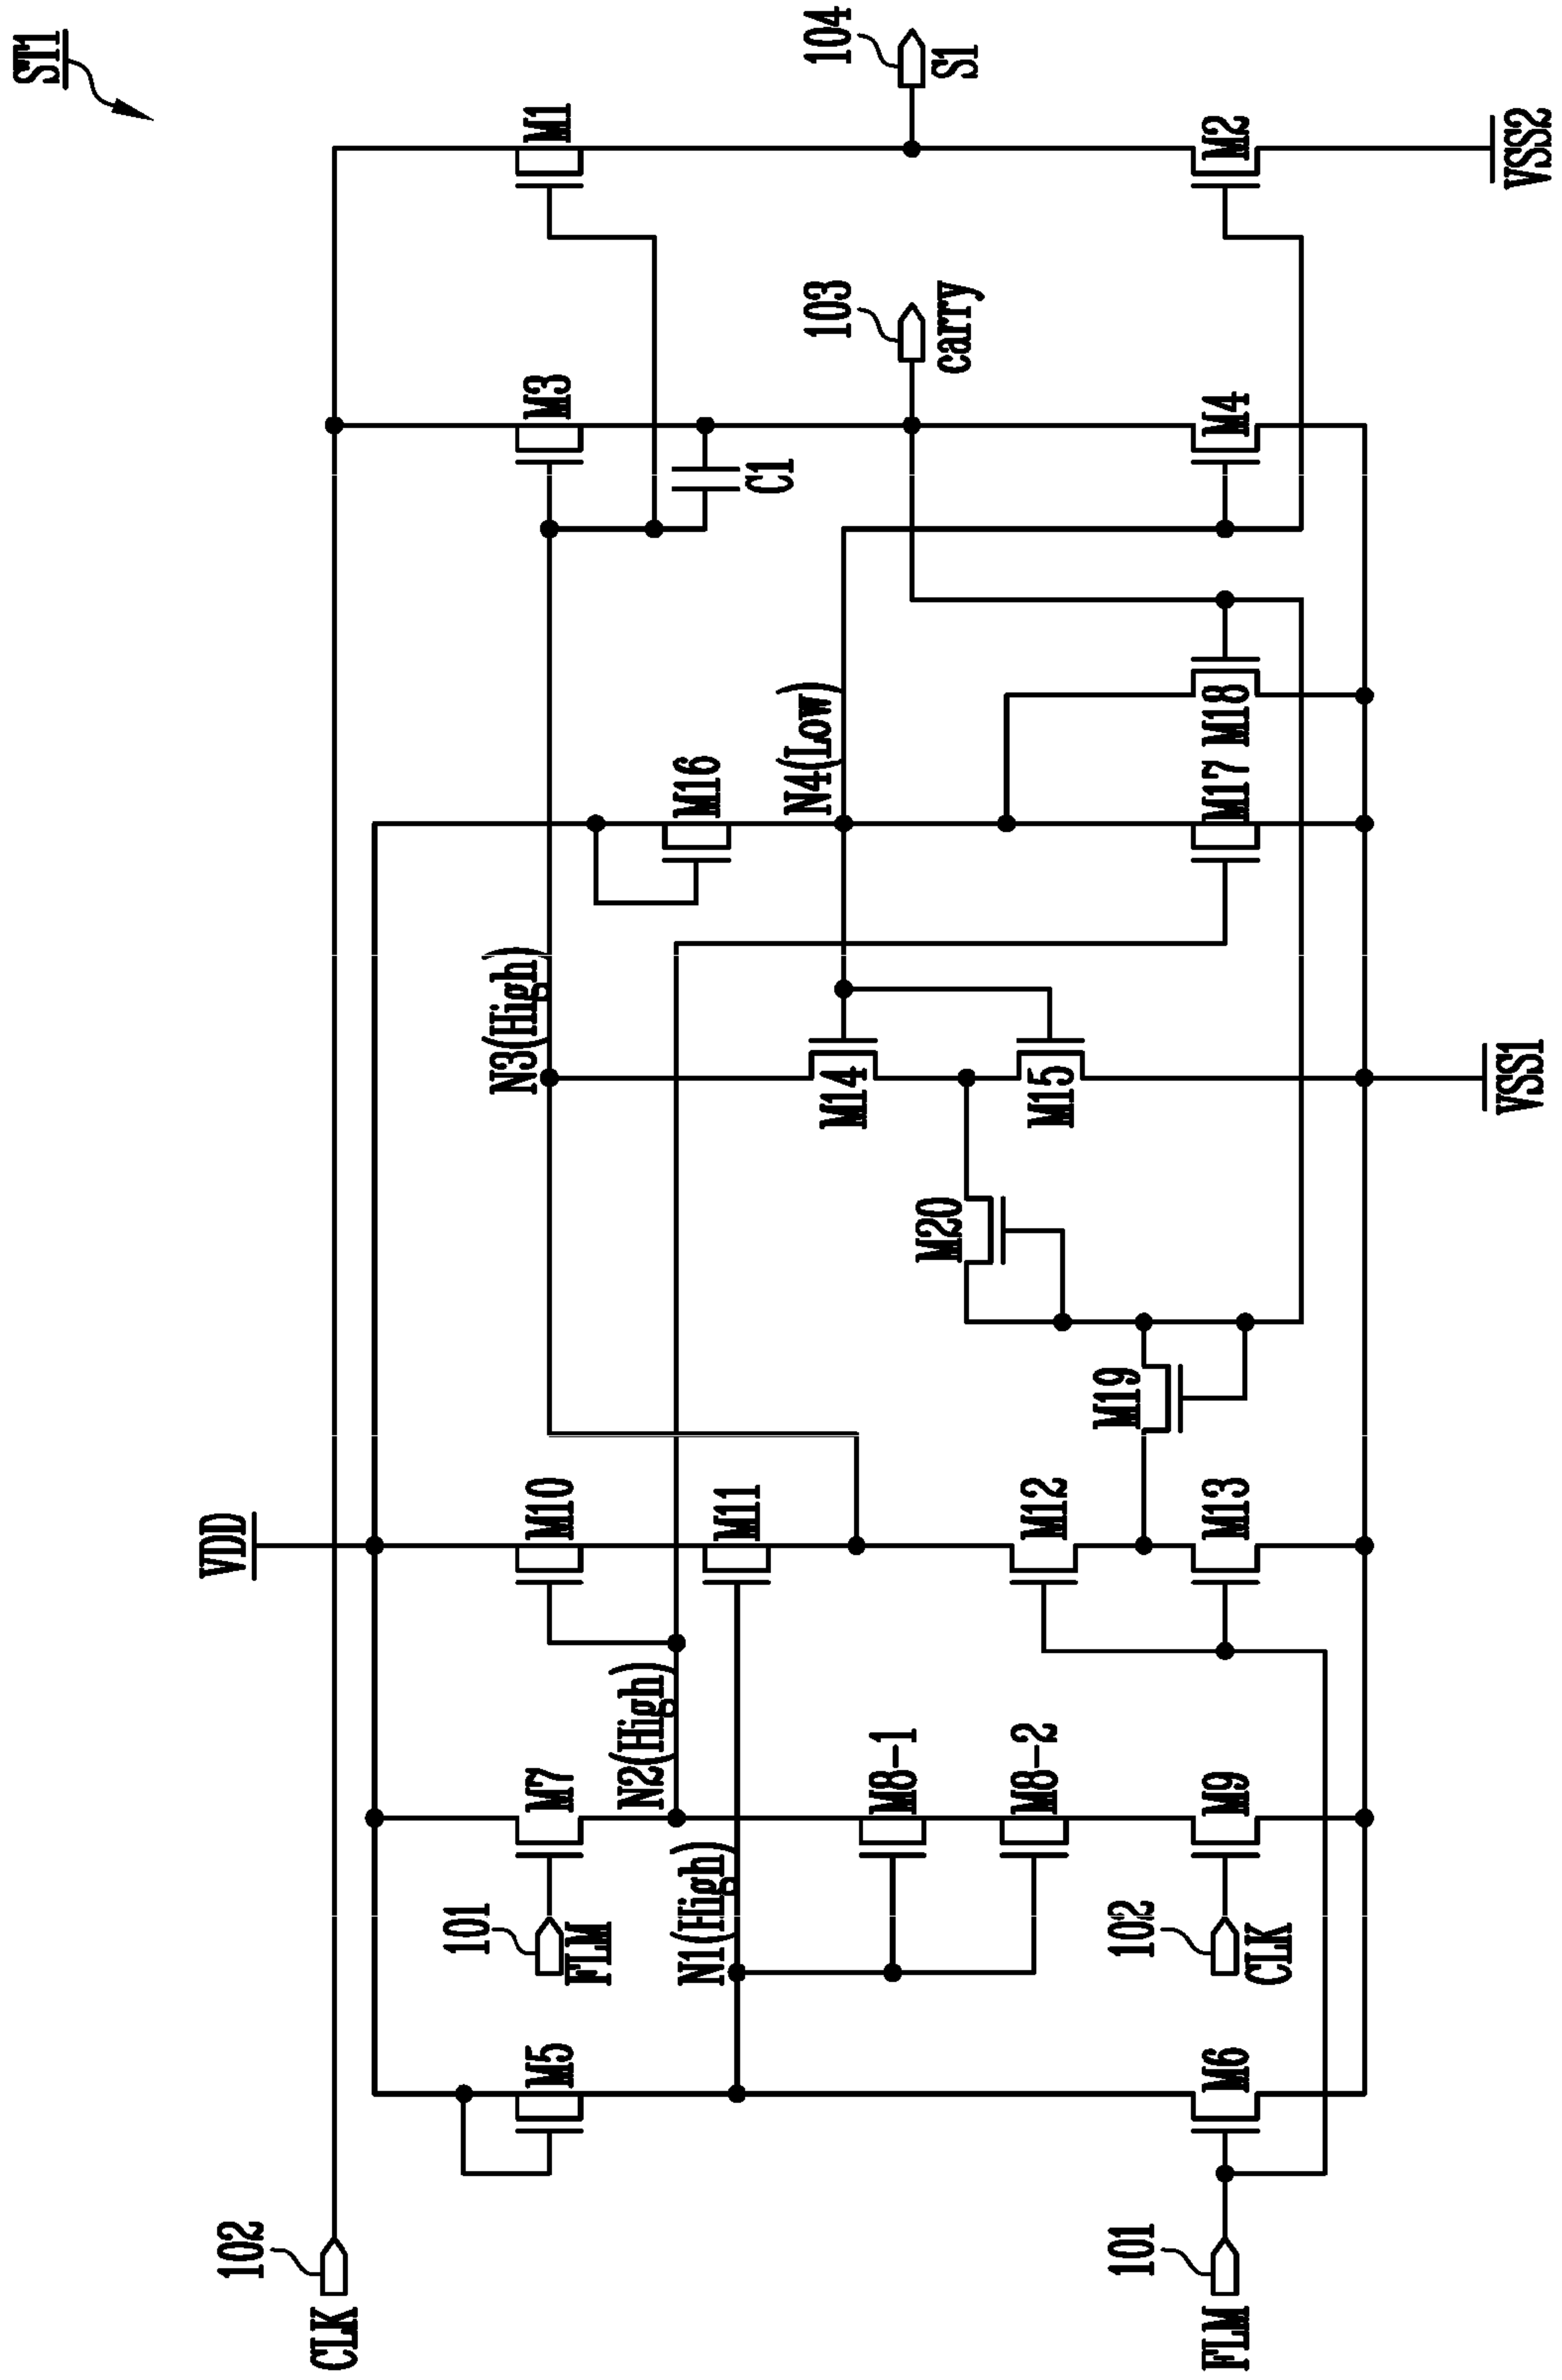 ST1
102
CLK
VDD
M5
M7
M10
M3
M1
101
FLM
N2(High)
N3(High)
M16
M11
N1(High)
C1
N4(Low)
M8-1
M8-2
M12
M14
M15
M20
M19
103
carry
104
S1
101
FLM
M6
102
CLK
M9
M13
M17
M18
M4
M2
VSS1
VSS2